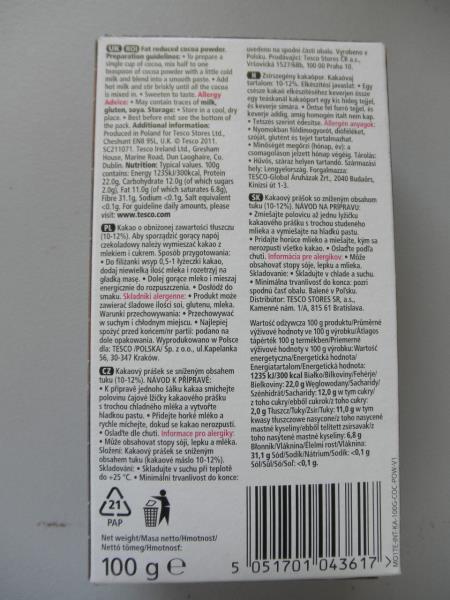 UK ROI Fat reduced cocoa powder.
Preparation guidelines: • To prepare a
single cup of cocoa, mix half to one
teaspoon of cocoa powder with a little cold
milk and blend into a smooth paste. • Add
hot milk and stir briskly until all the cocoa
is mixed in. • Sweeten to taste. Allergy
Advice: • May contain traces of milk,
gluten, soya. Storage: • Store in a cool, dry
place. • Best before end: see the bottom of
the pack. Additional information:
Produced in Poland for Tesco Stores Ltd.,
Cheshunt EN8 9SL, U.K. © Tesco 2011.
SC211071. Tesco Ireland Ltd., Gresham
House, Marine Road, Dun Laoghaire, Co.
Dublin. Nutrition: Typical values. 100g
contains: Energy 1235kJ/300kcal, Protein
22.0g, Carbohydrate 12.0g (of which sugars
2.0g), Fat 11.0g (of which saturates 6.8g),
Fibre 31.1g, Sodium <0.1g, Salt equivalent
<0.1g. For guideline daily amounts, please
visit: www.tesco.com
PL Kakao o obniżonej zawartości tłuszczu
(10-12%). Aby sporządzić gorący napój
czekoladowy należy wymieszać kakao z
mlekiem i cukrem. Sposób przygotowania:
• Do filiżanki wsyp 0,5-1 łyżeczki kakao,
dodaj niewielką ilość mleka i rozetrzyj na
gładką masę. • Dolej gorące mleko i mieszaj
energicznie do rozpuszczenia. • Dosłódź do
smaku. Składniki alergenne: • Produkt może
zawierać śladowe ilości soi, glutenu, mleka.
Warunki przechowywania: • Przechowywać
w suchym i chłodnym miejscu. • Najlepiej
spożyć przed końcem/nr partii: podano na
dole opakowania. Wyprodukowano w Polsce
dla: TESCO /POLSKA/ Sp. z o.o., ul.Kapelanka
56, 30-347 Kraków.
CZ Kakaový prášek se sníženým obsahem
tuku (10-12%). NÁVOD K PŘÍPRAVĚ:
• K přípravě jednoho šálku kakaa smíchejte
polovinu čajové lžičky kakaového prášku
s trochou chladného mléka a vytvořte
hladkou pastu. • Přidejte horké mléko a
rychle míchejte, dokud se kakao nerozpustí.
• Oslaďte dle chuti. Informace pro alergiky:
• Může obsahovat stopy sóji, lepku a mléka.
Složení: Kakaový prášek se sníženým
obsahem tuku (kakaové máslo 10-12%).
Skladování: • Skladujte v suchu při teplotě
do +25 °C. • Minimální trvanlivost do konce:
uvedeno na spodní části obalu. Vyrobeno v
Polsku. Prodávající: Tesco Stores ČR a.s.,
Vršovická 1527/68b, 100 00 Praha 10.
H Zsírszegény kakaópor. Kakaóvaj
tartalom: 10-12%. Elkészítési javaslat: • Egy
csésze kakaó elkészítéséhez keverjen össze
egy teáskanál kakaóport egy kis hideg tejjel,
és keverje simára. • Öntse fel forró tejjel, és
keverje addig, amíg homogén italt nem kap.
• Tetszés szerint édesítse. Allergén anyagok:
• Nyomokban földimogyorót, dióféléket,
szóját, glutént és tejet tartalmazhat.
• Minőségét megőrzi (hónap, év): a
csomagoláson jelzett hónap végéig. Tárolás:
• Hűvös, száraz helyen tartandó. Származási
hely: Lengyelország. Forgalmazza:
TESCO-Global Áruházak Zrt., 2040 Budaörs,
Kinizsi út 1-3.
SK Kakaový prášok so zníženým obsahom
tuku (10-12%). NÁVOD NA PRÍPRAVU:
• Zmiešajte polovicu až jednu lyžičku
kakaového prášku s trochou studeného
mlieka a vymiešajte na hladkú pastu.
• Pridajte horúce mlieko a miešajte, kým sa
nerozpustí všetko kakao. • Oslaďte podľa
chuti. Informácia pre alergikov: • Môže
obsahovať stopy sóje, lepku a mlieka.
Skladovanie: • Skladujte v chlade a suchu.
• Minimálna trvanlivosť do konca: pozri
spodnú časť obalu. Balené v Poľsku.
Distribútor: TESCO STORES SR, a.s.,
Kamenné nám. 1/A, 815 61 Bratislava.
Wartość odżywcza 100 g produktu/Průměrné
výživové hodnoty ve 100 g výrobku/Átlagos
tápérték 100 g termékben/Priemerné
výživové hodnoty v 100 g výrobku: Wartość
energetyczna/Energetická hodnota/
Energiatartalom/Energetická hodnota:
1235 kJ/300 kcal Białko/Bílkoviny/Fehérje/
Bielkoviny: 22,0 g Węglowodany/Sacharidy/
Szénhidrát/Sacharidy: 12,0 g w tym cukry/
z toho cukry/ebből cukrok/z toho cukry:
2,0 g Tłuszcz/Tuky/Zsír/Tuky: 11,0 g w tym
kwasy tłuszczowe nasycone/z toho nasycené
mastné kyseliny/ebből telített zsírsavak/z
toho nasýtené mastné kyseliny: 6,8 g
Błonnik/Vláknina/Élelmi rost/Vláknina:
31,1 g Sód/Sodík/Nátrium/Sodík: <0,1 g
Sól/Sůl/Só/Soľ: <0,1 g.
21
PAP
Net weight/Masa netto/Hmotnost/
Nettó tömeg/Hmotnosť:
100 g e
5 051701 043617
MG1TE-INT-KA-100G-COC-POW-V1